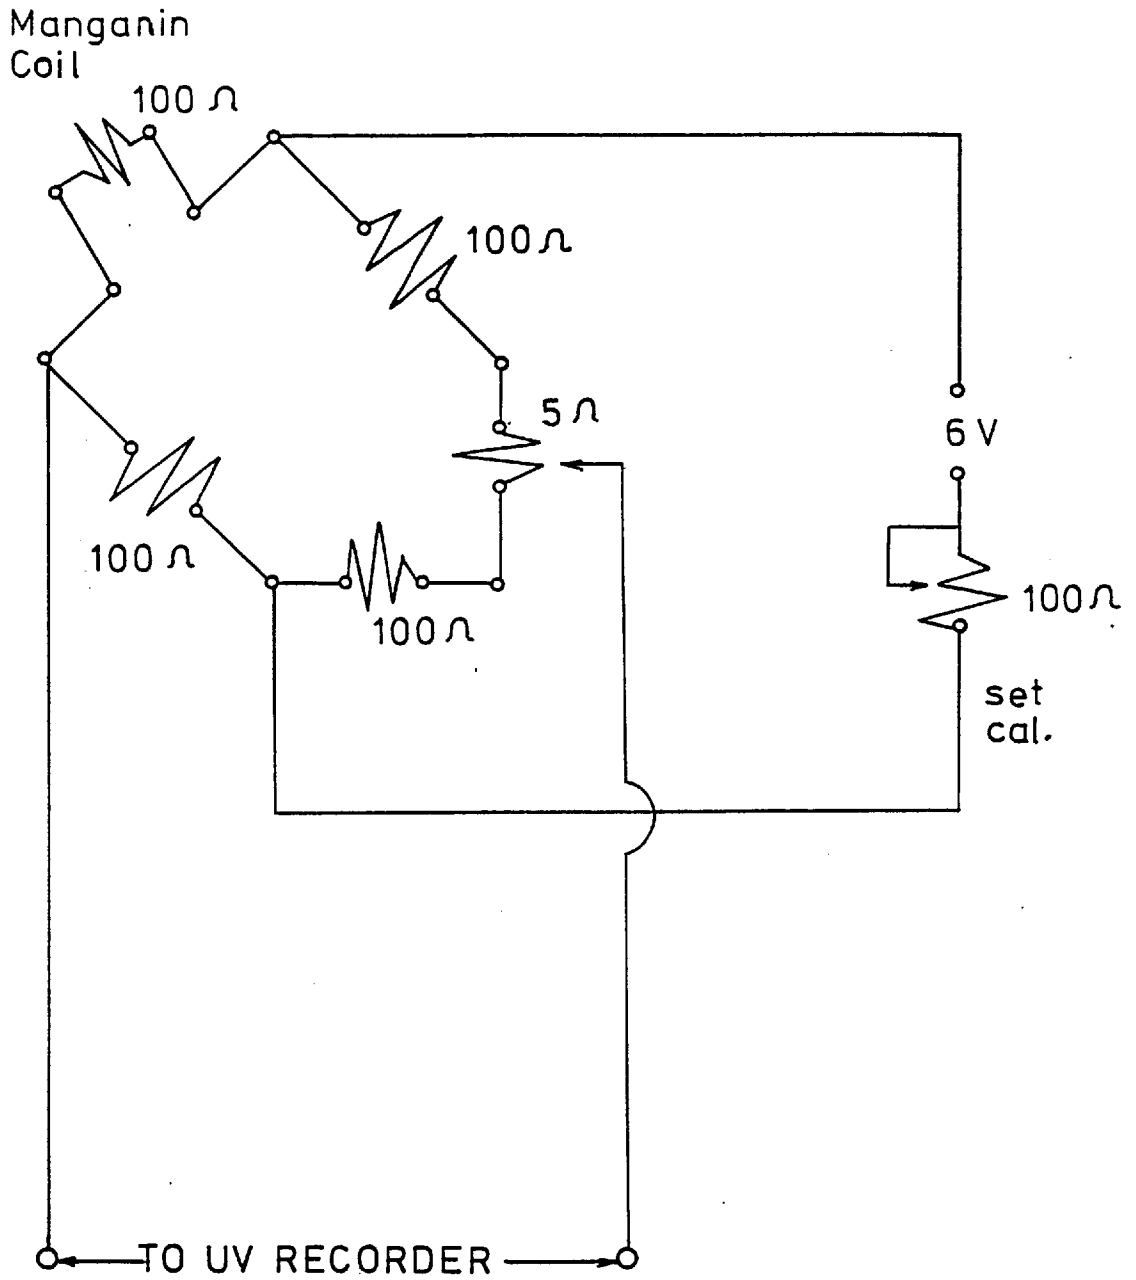 Manganin
Coil
100 Ω
100 Ω
5 Ω
6 V
100 Ω
100 Ω
100 Ω
set
cal.
TO UV RECORDER